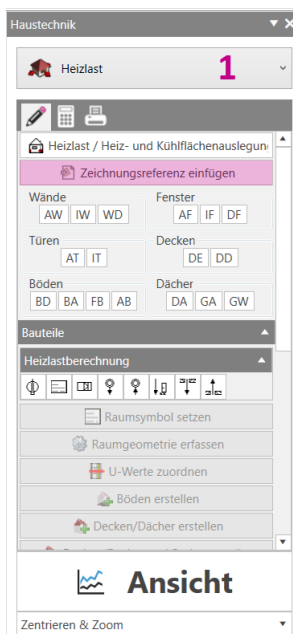 Haustechnik
Heizlast 1
Heizlast / Heiz- und Kühlflächenauslegung
Zeichnungsreferenz einfügen
Wände Fenster
AW IW WD AF IF DF
Türen Decken
AT IT DE DD
Böden Dächer
BD BA FB AB DA GA GW
Bauteile
Heizlastberechnung
Raumsymbol setzen
Raumgeometrie erfassen
U-Werte zuordnen
Böden erstellen
Decken/Dächer erstellen
Ansicht
Zentrieren & Zoom